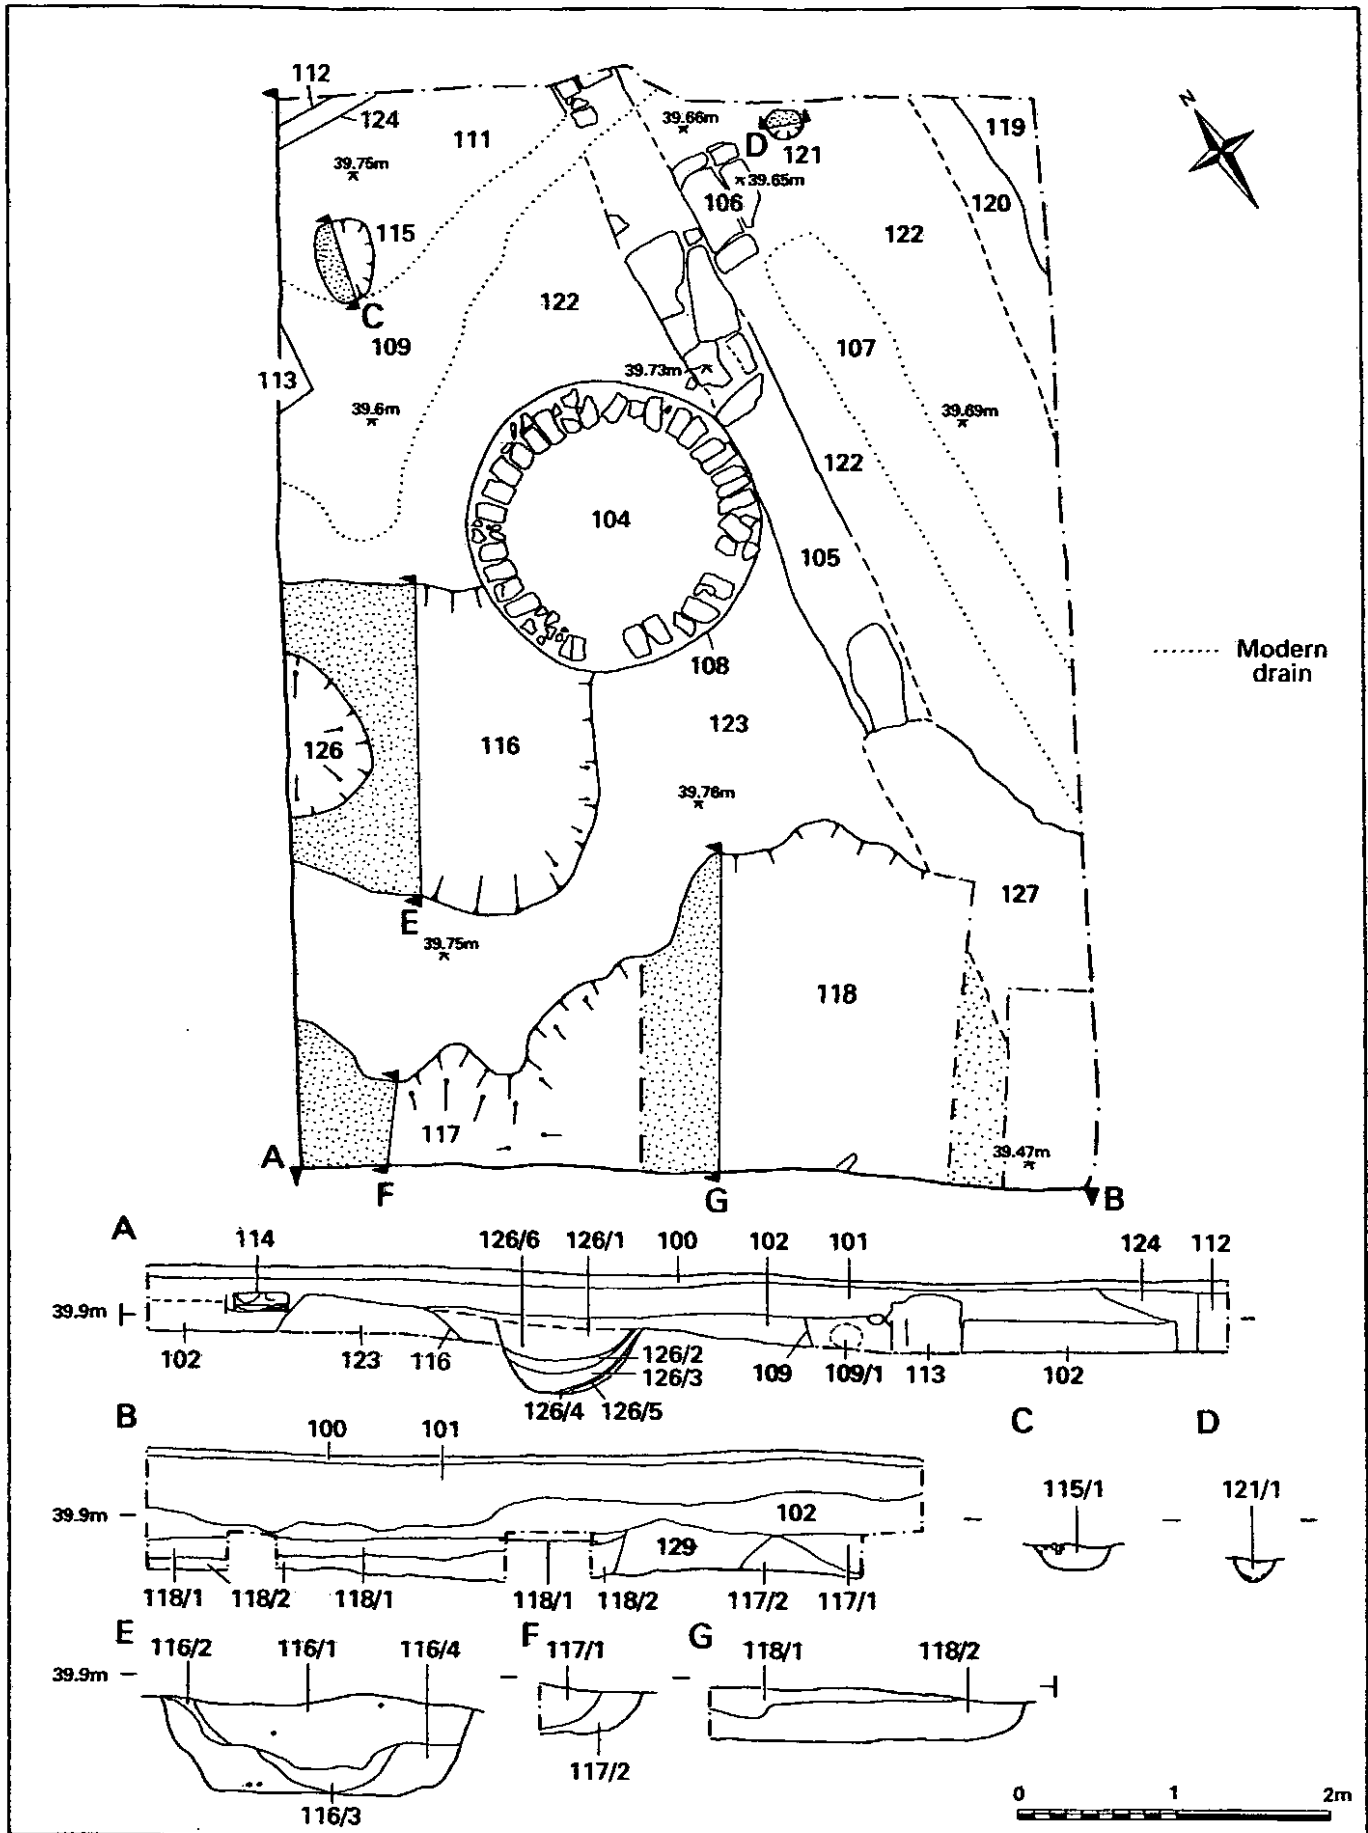 112
124
111
39.66m
D
121
119
N
39.75m
39.65m
106
120
115
122
122
C
109
107
113
39.73m
39.6m
39.69m
122
104
105
108
Modern
drain
126
116
123
39.76m
E
39.75m
127
118
117
39.47m
A
F
G
B
A
114
126/6
126/1
100
102
101
124
112
39.9m
102
123
116
126/2
126/3
126/4
126/5
109
109/1
113
102
B
100
101
C
D
115/1
121/1
39.9m
102
129
118/1
118/2
118/1
118/1
118/2
117/2
117/1
E
116/2
116/1
116/4
F
117/1
G
118/1
118/2
39.9m
117/2
116/3
0
1
2m